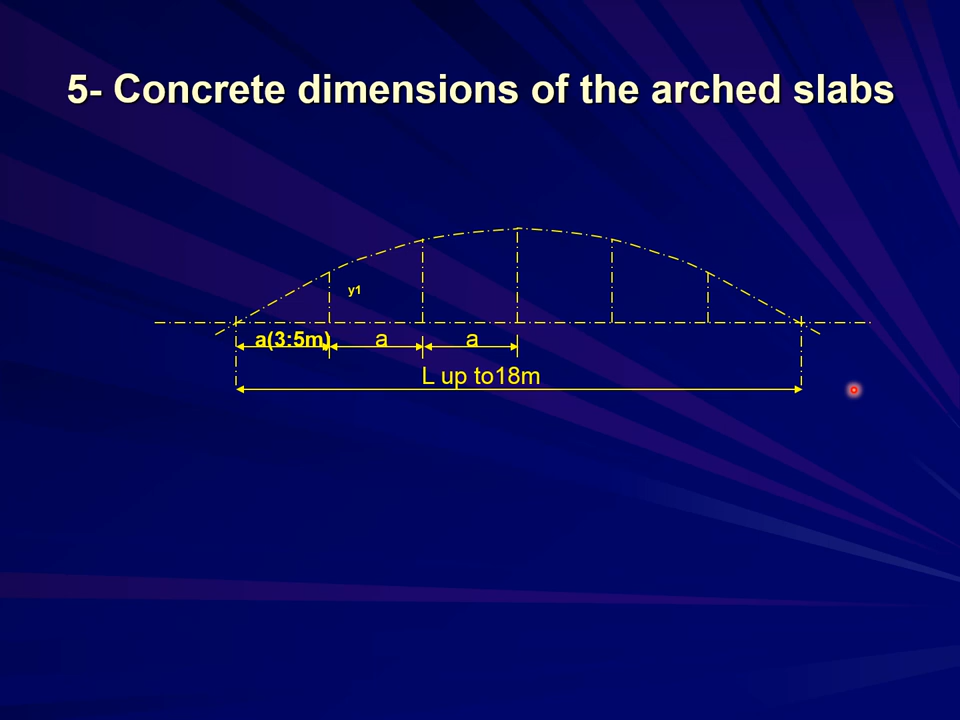 5- Concrete dimensions of the arched slabs
y1
a(3:5m) a a
L up to18m